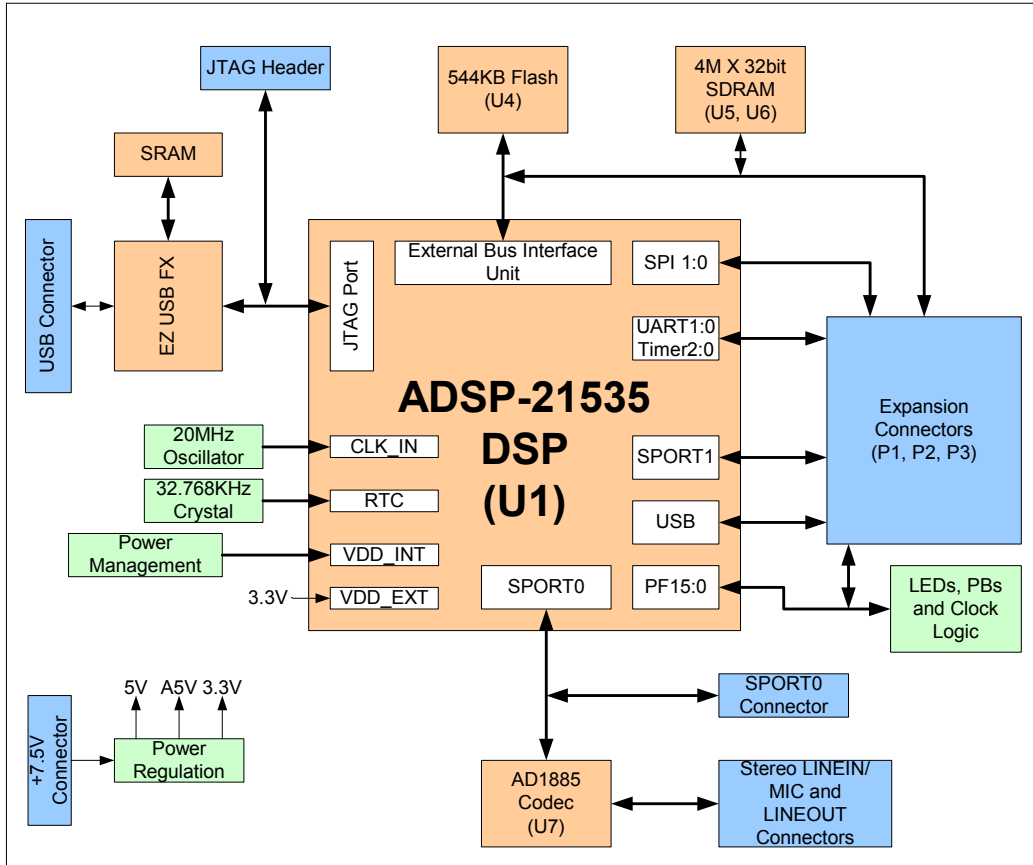 JTAG Header
544KB Flash
(U4)
4M X 32bit
SDRAM
(U5, U6)
SRAM
USB Connector
EZ USB FX
JTAG Port
External Bus Interface
Unit
SPI 1:0
UART1:0
Timer2:0
ADSP-21535
DSP
(U1)
Expansion
Connectors
(P1, P2, P3)
20MHz
Oscillator
CLK_IN
SPORT1
32.768KHz
Crystal
RTC
USB
Power
Management
VDD_INT
3.3V
VDD_EXT
SPORT0
PF15:0
LEDs, PBs
and Clock
Logic
5V
A5V
3.3V
+7.5V
Connector
Power
Regulation
SPORT0
Connector
AD1885
Codec
(U7)
Stereo LINEIN/
MIC and
LINEOUT
Connectors